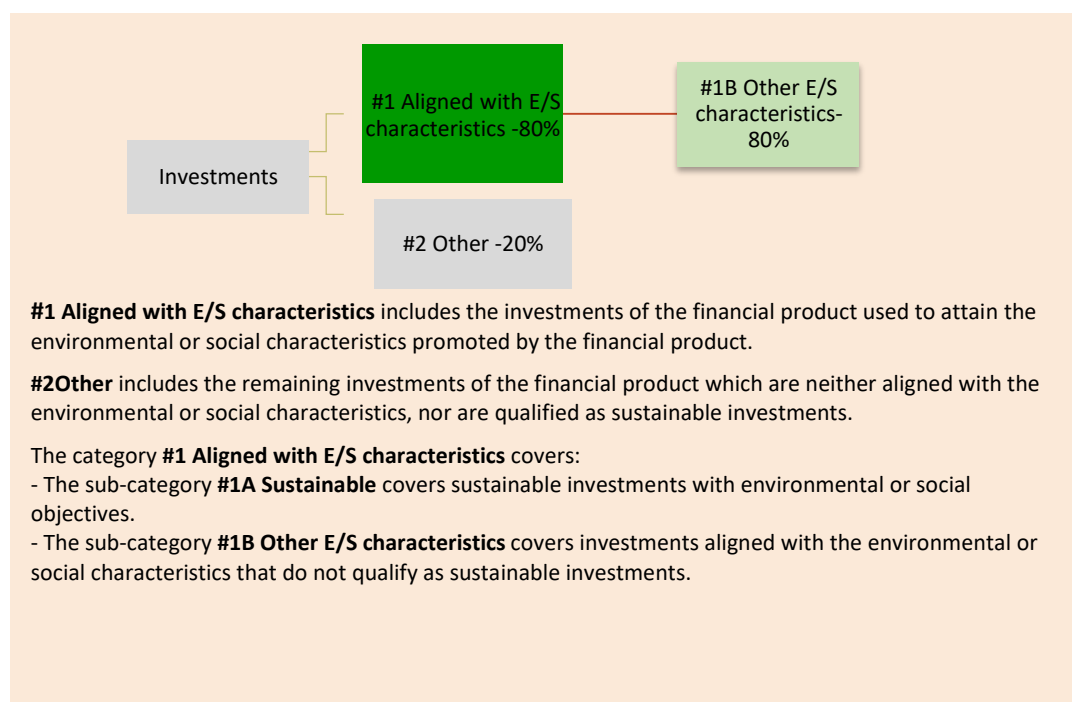 #1 Aligned with E/S
characteristics -80%
#1B Other E/S
characteristics-
80%
Investments
#2 Other -20%
#1 Aligned with E/S characteristics includes the investments of the financial product used to attain the
environmental or social characteristics promoted by the financial product.
#2Other includes the remaining investments of the financial product which are neither aligned with the
environmental or social characteristics, nor are qualified as sustainable investments.
The category #1 Aligned with E/S characteristics covers:
- The sub-category #1A Sustainable covers sustainable investments with environmental or social
objectives.
- The sub-category #1B Other E/S characteristics covers investments aligned with the environmental or
social characteristics that do not qualify as sustainable investments.